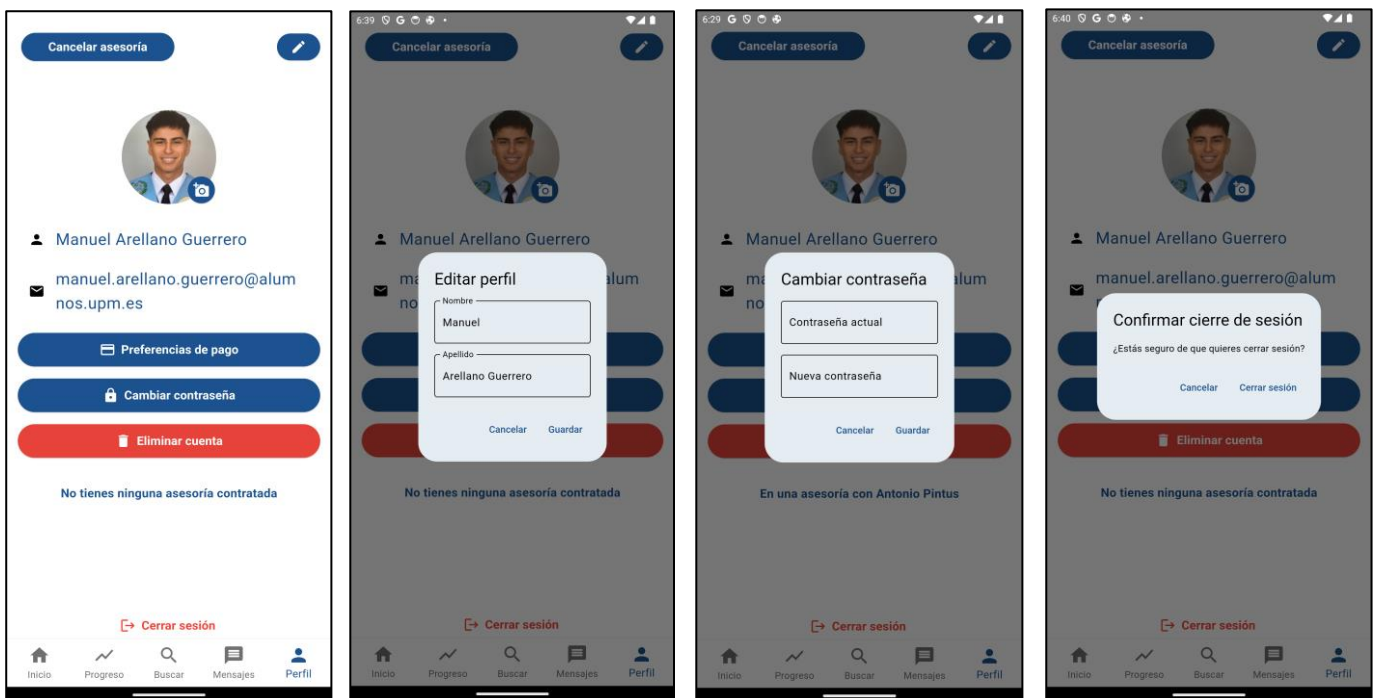 Cancelar asesoría
Manuel Arellano Guerrero
manuel.arellano.guerrero@alum
nos.upm.es
Preferencias de pago
Cambiar contraseña
Eliminar cuenta
No tienes ninguna asesoría contratada
Cerrar sesión
Inicio Progreso Buscar Mensajes Perfil
6:39
Cancelar asesoría
Manuel Arellano Guerrero
ma alum
no
Editar perfil
Nombre
Manuel
Apellido
Arellano Guerrero
Cancelar Guardar
No tienes ninguna asesoría contratada
Cerrar sesión
Inicio Progreso Buscar Mensajes Perfil
6:29
Cancelar asesoría
Manuel Arellano Guerrero
ma alum
no
Cambiar contraseña
Contraseña actual
Nueva contraseña
Cancelar Guardar
En una asesoría con Antonio Pintus
Cerrar sesión
Inicio Progreso Buscar Mensajes Perfil
6:40
Cancelar asesoría
Manuel Arellano Guerrero
manuel.arellano.guerrero@alum
Confirmar cierre de sesión
¿Estás seguro de que quieres cerrar sesión?
Cancelar Cerrar sesión
Eliminar cuenta
No tienes ninguna asesoría contratada
Cerrar sesión
Inicio Progreso Buscar Mensajes Perfil